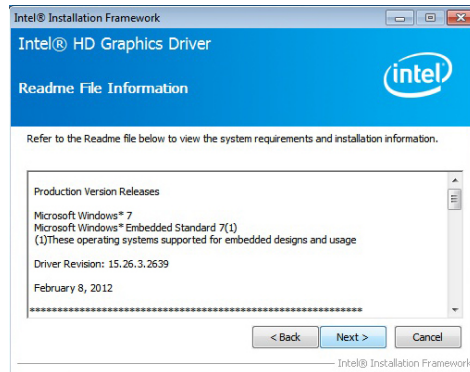 Intel® Installation Framework
Intel® HD Graphics Driver
intel
Readme File Information
Refer to the Readme file below to view the system requirements and installation information.
Production Version Releases
Microsoft Windows* 7
Microsoft Windows* Embedded Standard 7(1)
(1)These operating systems supported for embedded designs and usage
Driver Revision: 15.26.3.2639
February 8, 2012
****************************************************************
< Back Next > Cancel
Intel® Installation Framework